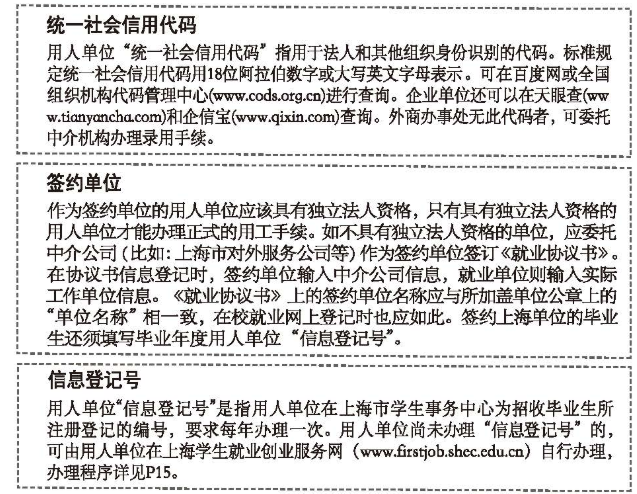 统一社会信用代码
用人单位“统一社会信用代码”指用于法人和其他组织身份识别的代码。标准规
定统一社会信用代码用18位阿拉伯数字或大写英文字母表示。可在百度网或全国
组织机构代码管理中心(www.cods.org.cn)进行查询。企业单位还可以在天眼查(ww
w.tianyancha.com)和企信宝(www.qixin.com)查询。外商办事处无此代码者，可委托
中介机构办理录用手续。
签约单位
作为签约单位的用人单位应该具有独立法人资格，只有具有独立法人资格的
用人单位才能办理正式的用工手续。如不具有独立法人资格的单位，应委托
中介公司（比如：上海市对外服务公司等）作为签约单位签订《就业协议书》。
在协议书信息登记时，签约单位输入中介公司信息，就业单位则输入实际
工作单位信息。《就业协议书》上的签约单位名称应与所加盖单位公章上的
“单位名称”相一致，在校就业网上登记时也应如此。签约上海单位的毕业
生还须填写毕业年度用人单位“信息登记号”。
信息登记号
用人单位“信息登记号”是指用人单位在上海市学生事务中心为招收毕业生所
注册登记的编号，要求每年办理一次。用人单位尚未办理“信息登记号”的，
可由用人单位在上海学生就业创业服务网（www.firstjob.shec.edu.cn）自行办理，
办理程序详见P15。